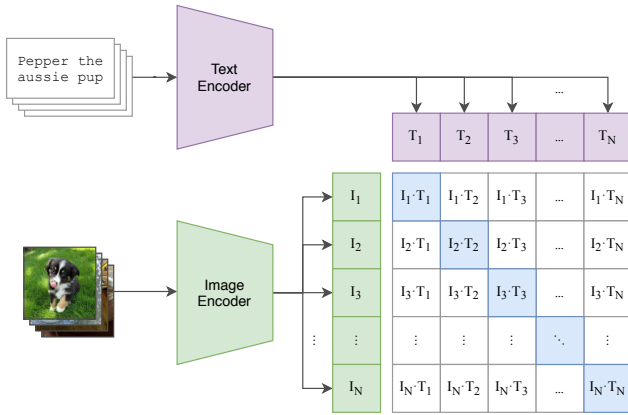 Pepper the
aussie pup
Text
Encoder
...
T1 T2 T3 ... TN
I1 I1·T1 I1·T2 I1·T3 ... I1·TN
I2 I2·T1 I2·T2 I2·T3 ... I2·TN
Image
Encoder
I3 I3·T1 I3·T2 I3·T3 ... I3·TN
⋮ ⋮ ⋮ ⋮ ⋮ ⋱ ⋮
IN IN·T1 IN·T2 IN·T3 ... IN·TN